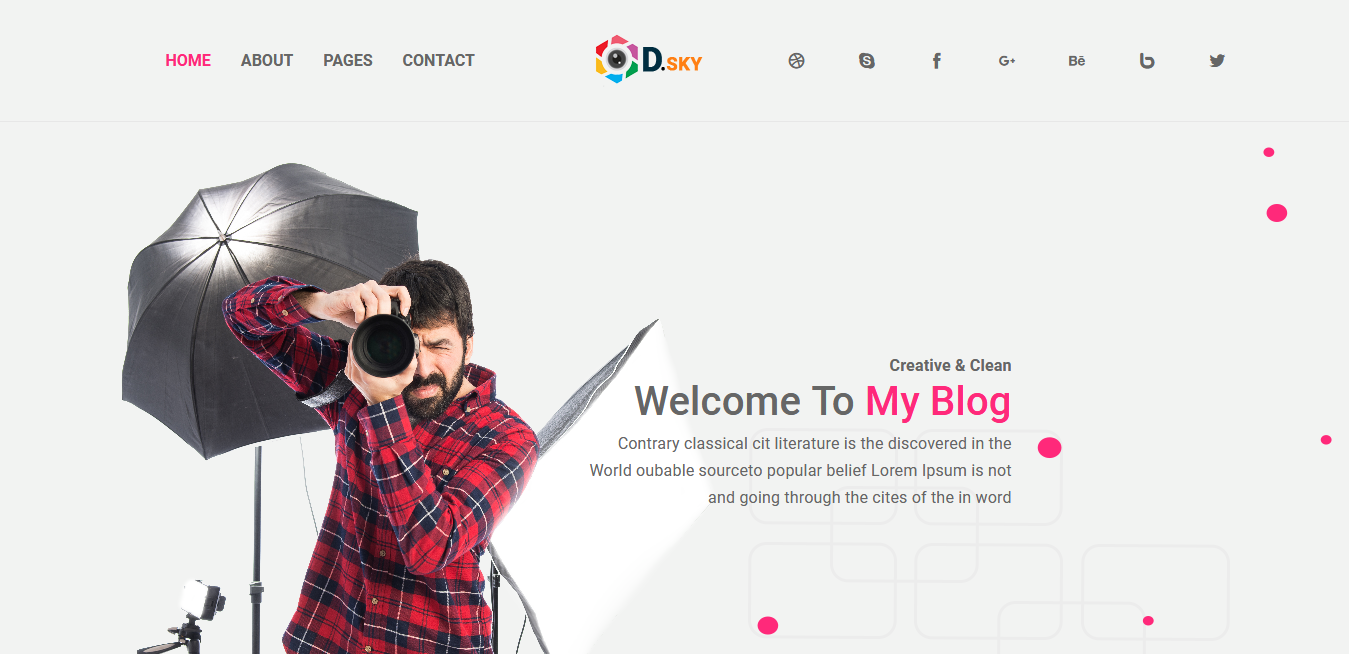 HOME ABOUT PAGES CONTACT
D.SKY
Creative & Clean
Welcome To My Blog
Contrary classical cit literature is the discovered in the
World oubable sourceto popular belief Lorem Ipsum is not
and going through the cites of the in word